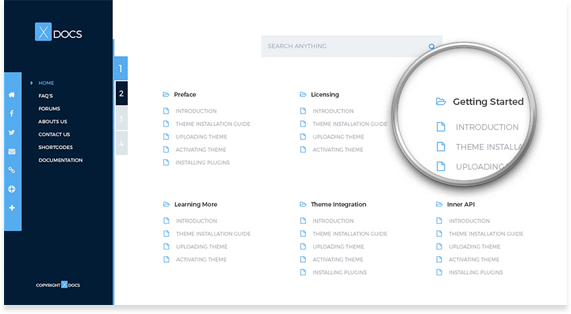 X DOCS
HOME
FAQ'S
FORUMS
ABOUTS US
CONTACT US
SHORTCODES
DOCUMENTATION
COPYRIGHT X DOCS
1
2
3
4
SEARCH ANYTHING
Preface
INTRODUCTION
THEME INSTALLATION GUIDE
UPLOADING THEME
ACTIVATING THEME
INSTALLING PLUGINS
Licensing
INTRODUCTION
THEME INSTALLATION GUIDE
UPLOADING THEME
ACTIVATING THEME
Getting Started
INTRODUCTION
THEME INSTALLA
UPLOADING
Learning More
INTRODUCTION
THEME INSTALLATION GUIDE
UPLOADING THEME
ACTIVATING THEME
Theme Integration
INTRODUCTION
THEME INSTALLATION GUIDE
UPLOADING THEME
ACTIVATING THEME
INSTALLING PLUGINS
Inner API
INTRODUCTION
THEME INSTALLATION GUIDE
UPLOADING THEME
ACTIVATING THEME
INSTALLING PLUGINS